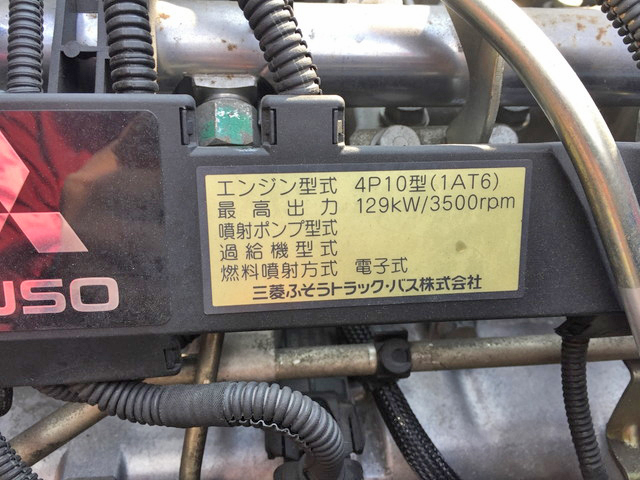 エンジン型式 4P10型(1AT6)
最高出力 129kW/3500rpm
噴射ポンプ型式
過給機型式
燃料噴射方式 電子式
三菱ふそうトラック・バス株式会社
USO